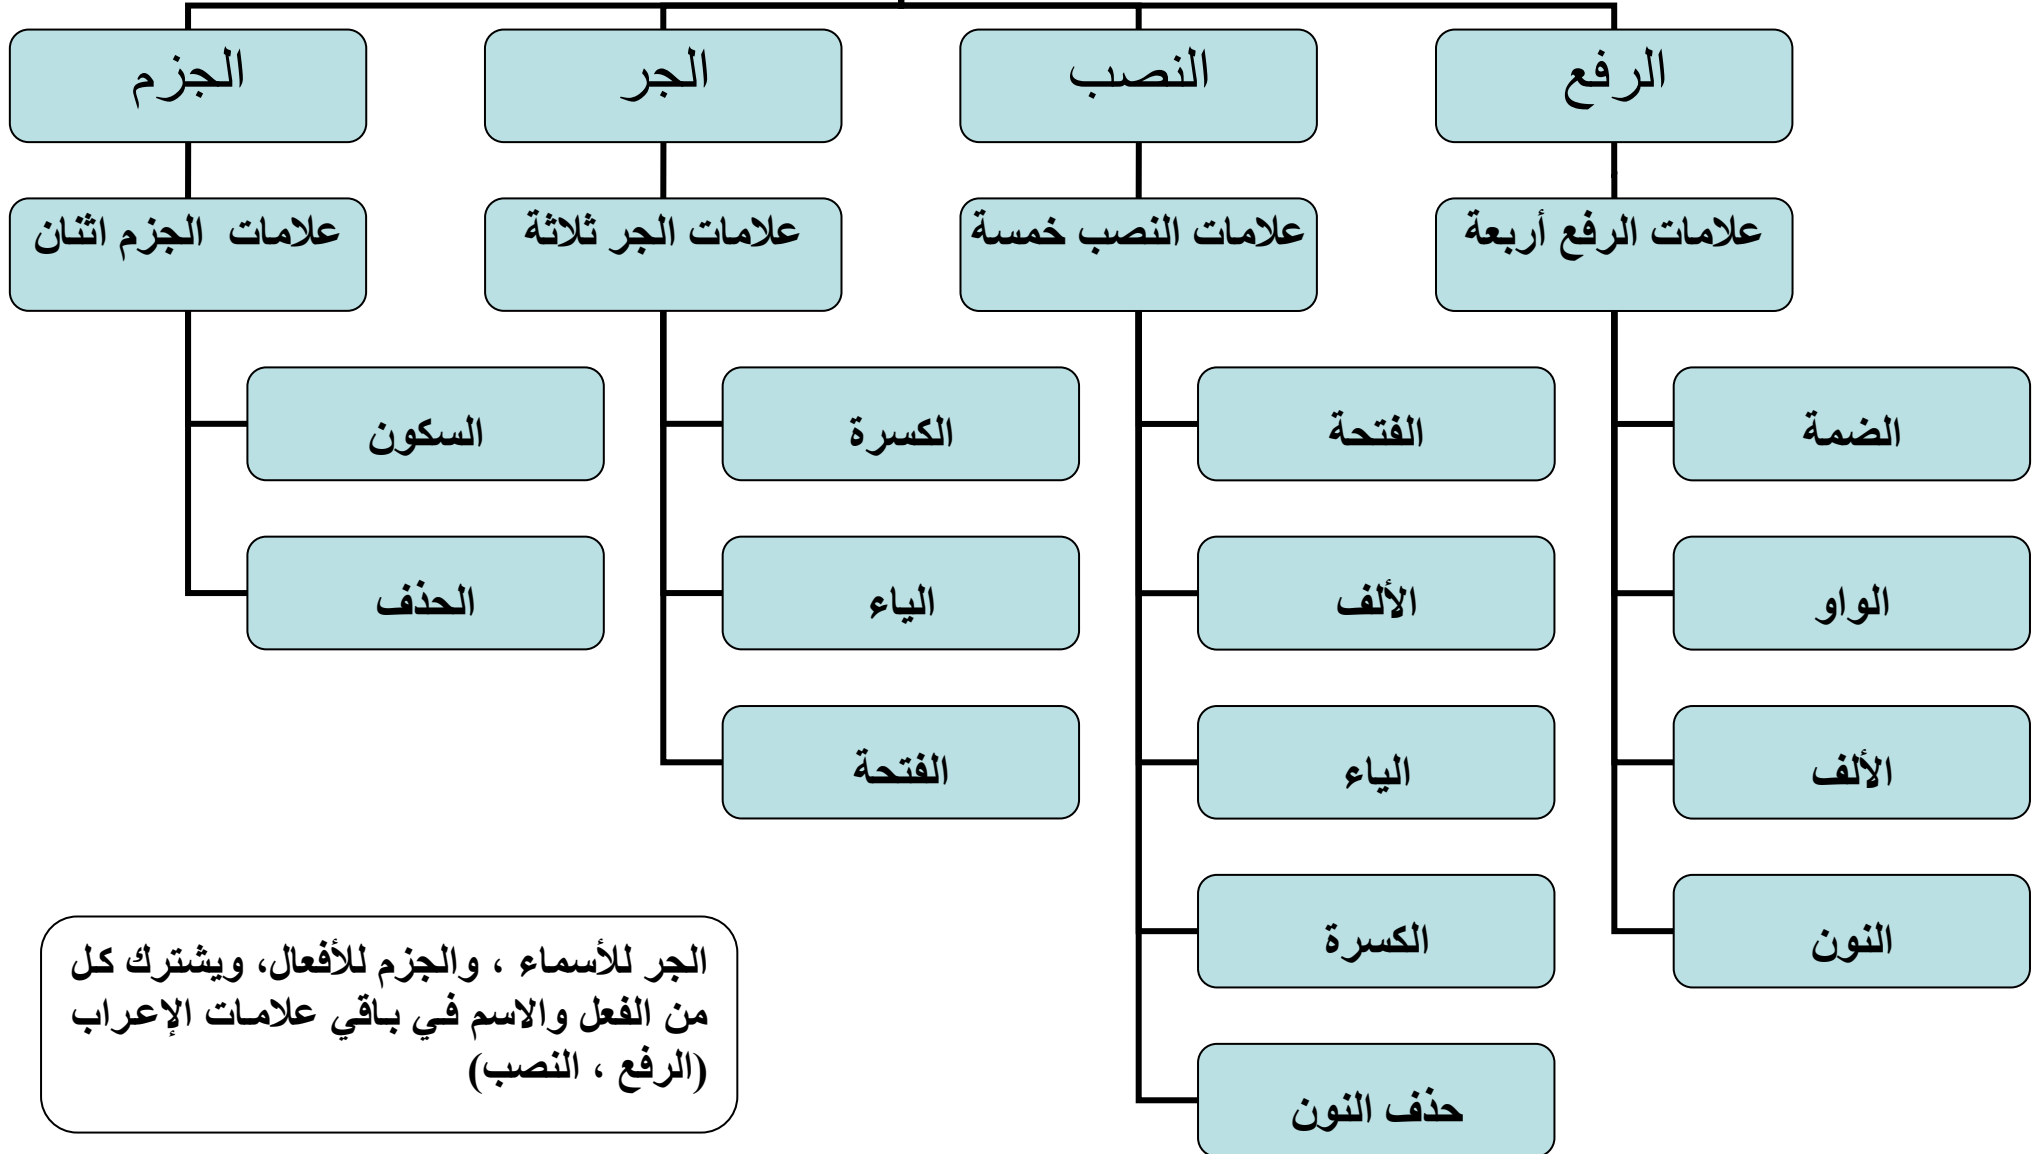 الرفع
النصب
الجر
الجزم
علامات الرفع أربعة
علامات النصب خمسة
علامات الجر ثلاثة
علامات الجزم اثنان
الضمة
الفتحة
الكسرة
السكون
الواو
الألف
الياء
الحذف
الألف
الياء
الفتحة
النون
الكسرة
حذف النون
الجر للأسماء ، والجزم للأفعال، ويشترك كل
من الفعل والاسم في باقي علامات الإعراب
(الرفع ، النصب)